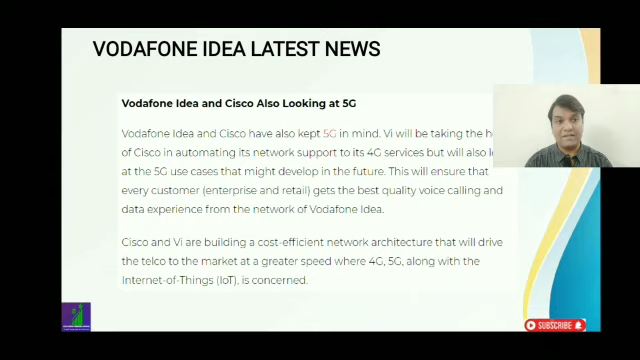 VODAFONE IDEA LATEST NEWS
Vodafone Idea and Cisco Also Looking at 5G
Vodafone Idea and Cisco have also kept 5G in mind. Vi will be taking the
of Cisco in automating its network support to its 4G services but will also
at the 5G use cases that might develop in the future. This will ensure that
every customer (enterprise and retail) gets the best quality voice calling and
data experience from the network of Vodafone Idea.
Cisco and Vi are building a cost-efficient network architecture that will drive
the telco to the market at a greater speed where 4G, 5G, along with the
Internet-of-Things (IoT), is concerned.
SUBSCRIBE